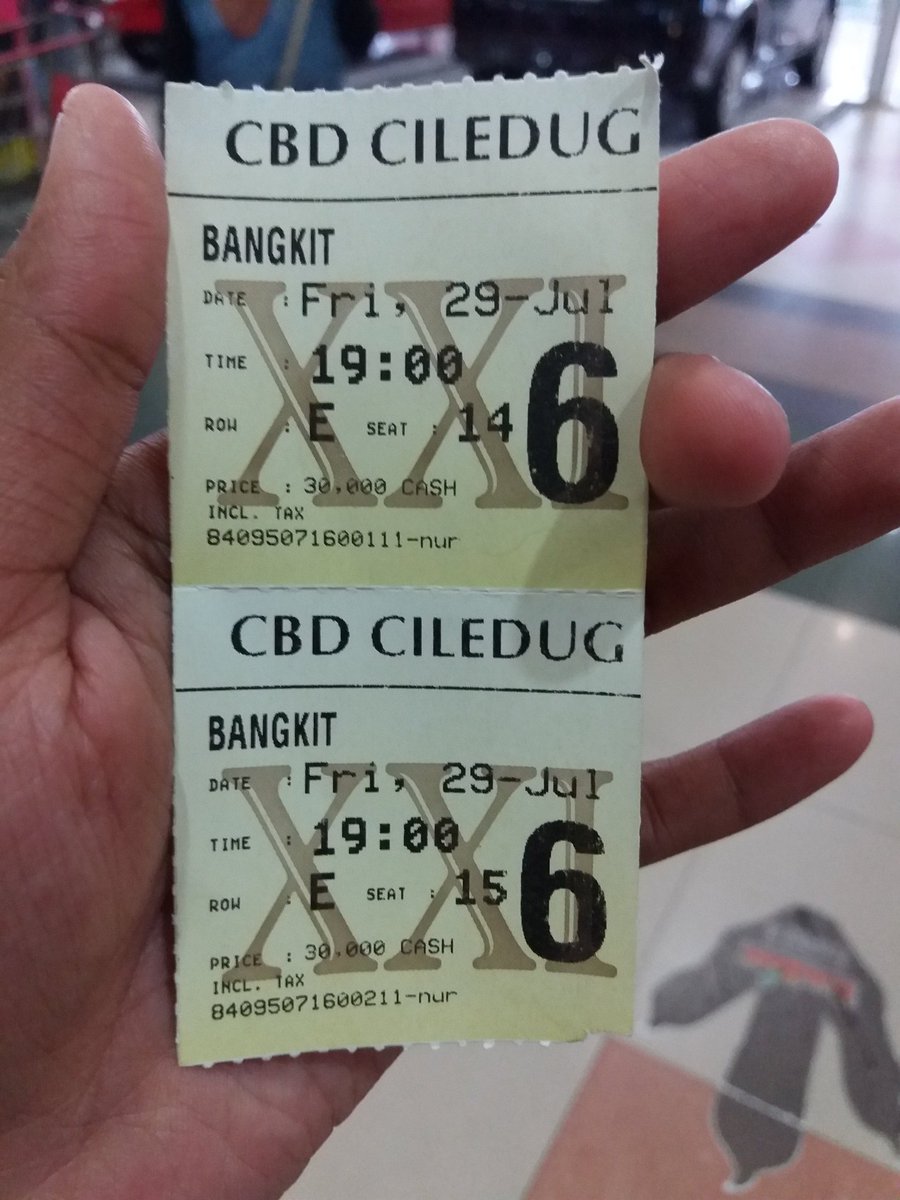 CBD CILEDUG
BANGKIT
DATE : Fri, 29-Jul
TIME : 19:00
ROW : E SEAT : 14 6
PRICE : 30,000 CASH
INCL. TAX
84095071600111-nur
XXI
CBD CILEDUG
BANGKIT
DATE : Fri, 29-Jul
TIME : 19:00
ROW : E SEAT : 15 6
PRICE : 30,000 CASH
INCL. TAX
84095071600211-nur
XXI